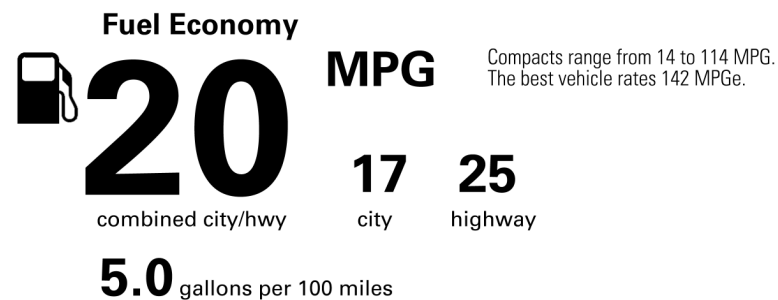 Fuel Economy
20
MPG
Compacts range from 14 to 114 MPG.
The best vehicle rates 142 MPGe.
combined city/hwy
17
city
25
highway
5.0 gallons per 100 miles